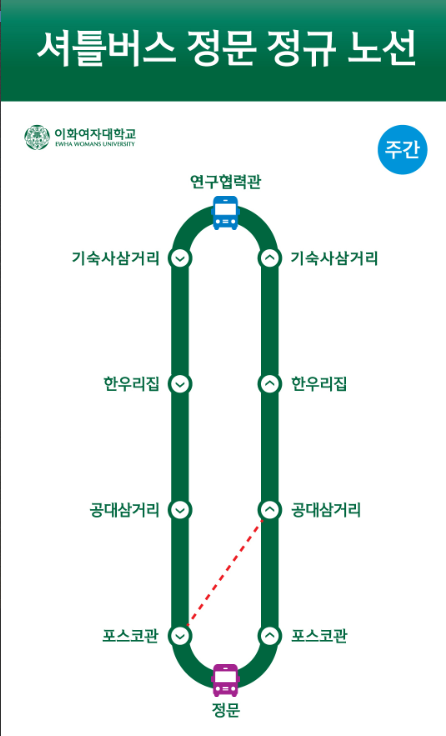 셔틀버스 정문 정규 노선
이화여자대학교
EWHA WOMANS UNIVERSITY
주간
연구협력관
기숙사삼거리 기숙사삼거리
한우리집 한우리집
공대삼거리 공대삼거리
포스코관 포스코관
정문